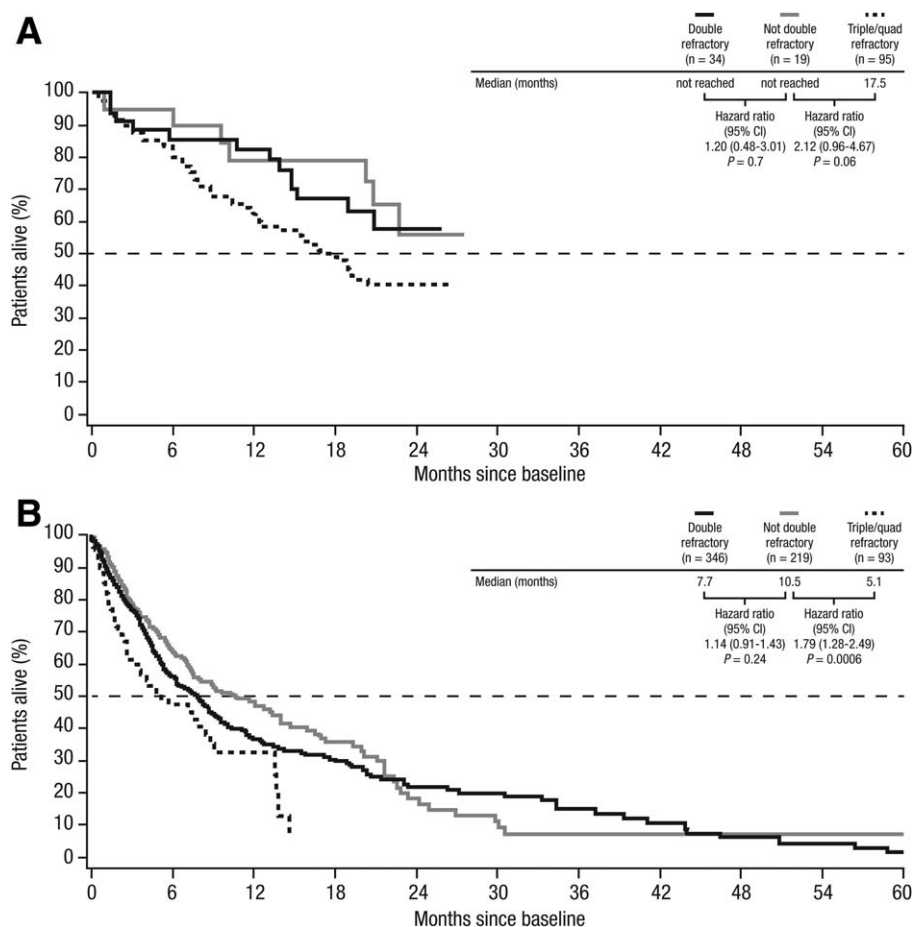 A
Double Not double Triple/quad
refractory refractory refractory
(n = 34) (n = 19) (n = 95)
Median (months) not reached not reached 17.5
Hazard ratio Hazard ratio
(95% CI) (95% CI)
1.20 (0.48-3.01) 2.12 (0.96-4.67)
P = 0.7 P = 0.06
Patients alive (%)
100
90
80
70
60
50
40
30
20
10
0
0 6 12 18 24 30 36 42 48 54 60
Months since baseline
B
Double Not double Triple/quad
refractory refractory refractory
(n = 346) (n = 219) (n = 93)
Median (months) 7.7 10.5 5.1
Hazard ratio Hazard ratio
(95% CI) (95% CI)
1.14 (0.91-1.43) 1.79 (1.28-2.49)
P = 0.24 P = 0.0006
Patients alive (%)
100
90
80
70
60
50
40
30
20
10
0
0 6 12 18 24 30 36 42 48 54 60
Months since baseline